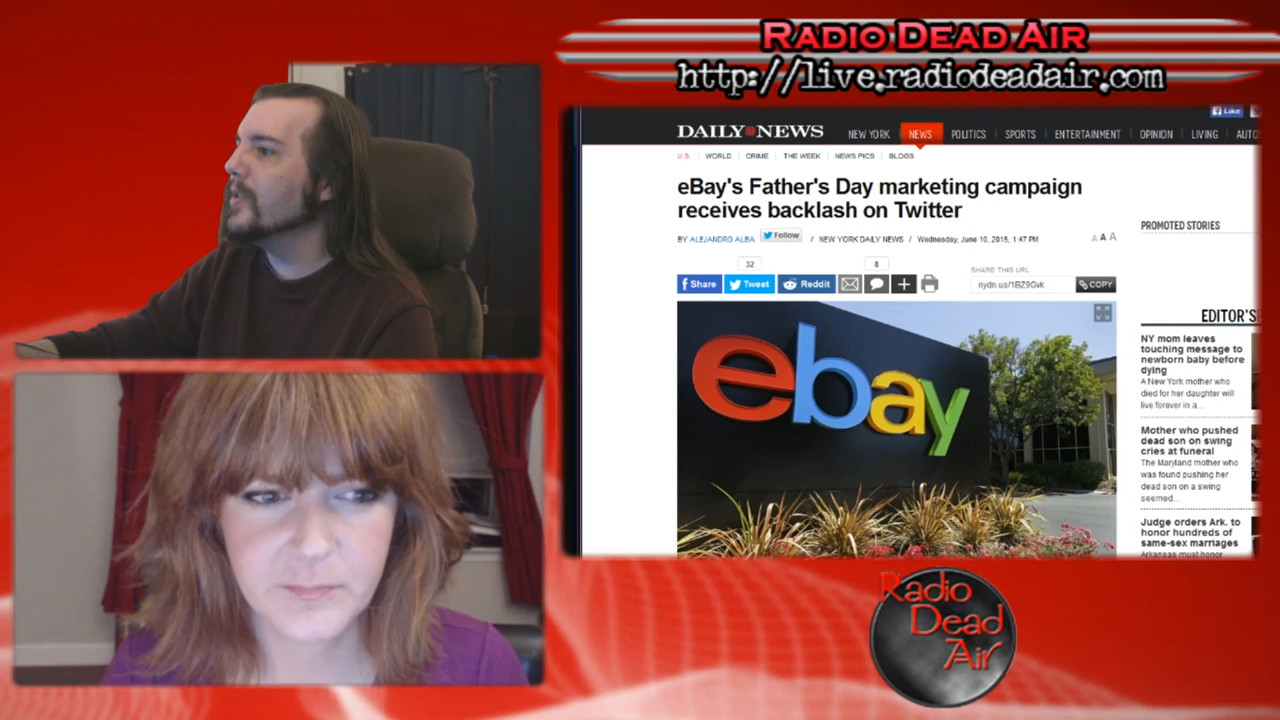 RADIO DEAD AIR
http://live.radiodeadair.com
Like
DAILY NEWS
NEW YORK NEWS POLITICS SPORTS ENTERTAINMENT OPINION LIVING
U.S. WORLD CRIME THE WEEK NEWS PICS BLOGS
eBay's Father's Day marketing campaign
receives backlash on Twitter
BY ALEJANDRO ALBA Follow / NEW YORK DAILY NEWS / Wednesday, June 10, 2015, 1:47 PM A A A
32 8
SHARE THIS URL
Share Tweet Reddit nydn.us/1BZ9Gvk COPY
ebay
PROMOTED STORIES
EDITOR'S
NY mom leaves
touching message to
newborn baby before
dying
A New York mother who
died for her daughter will
live forever in a...
Mother who pushed
dead son on swing
cries at funeral
The Maryland mother who
was found pushing her
dead son on a swing
seemed...
Judge orders Ark. to
honor hundreds of
same-sex marriages
Arkansas must honor
Radio
Dead
Air